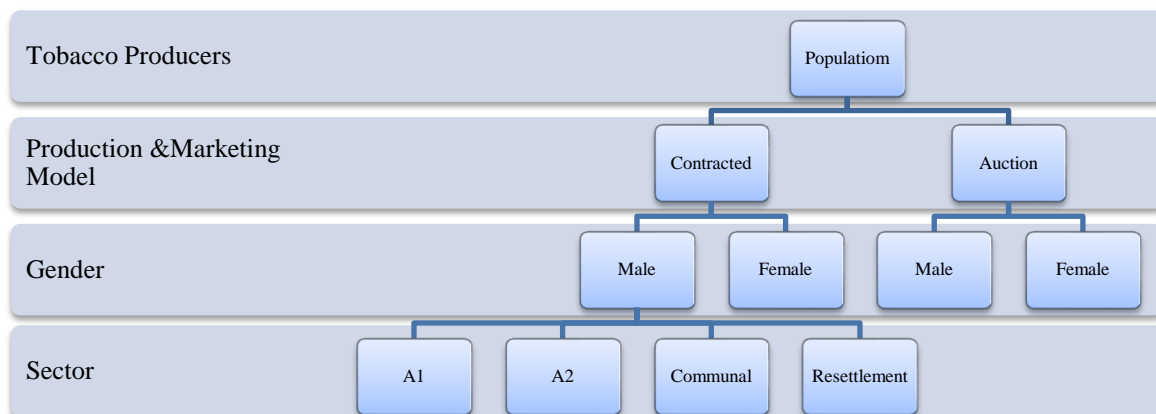 Tobacco Producers
Populatiom
Production &Marketing
Model
Contracted
Auction
Gender
Male
Female
Male
Female
Sector
A1
A2
Communal
Resettlement